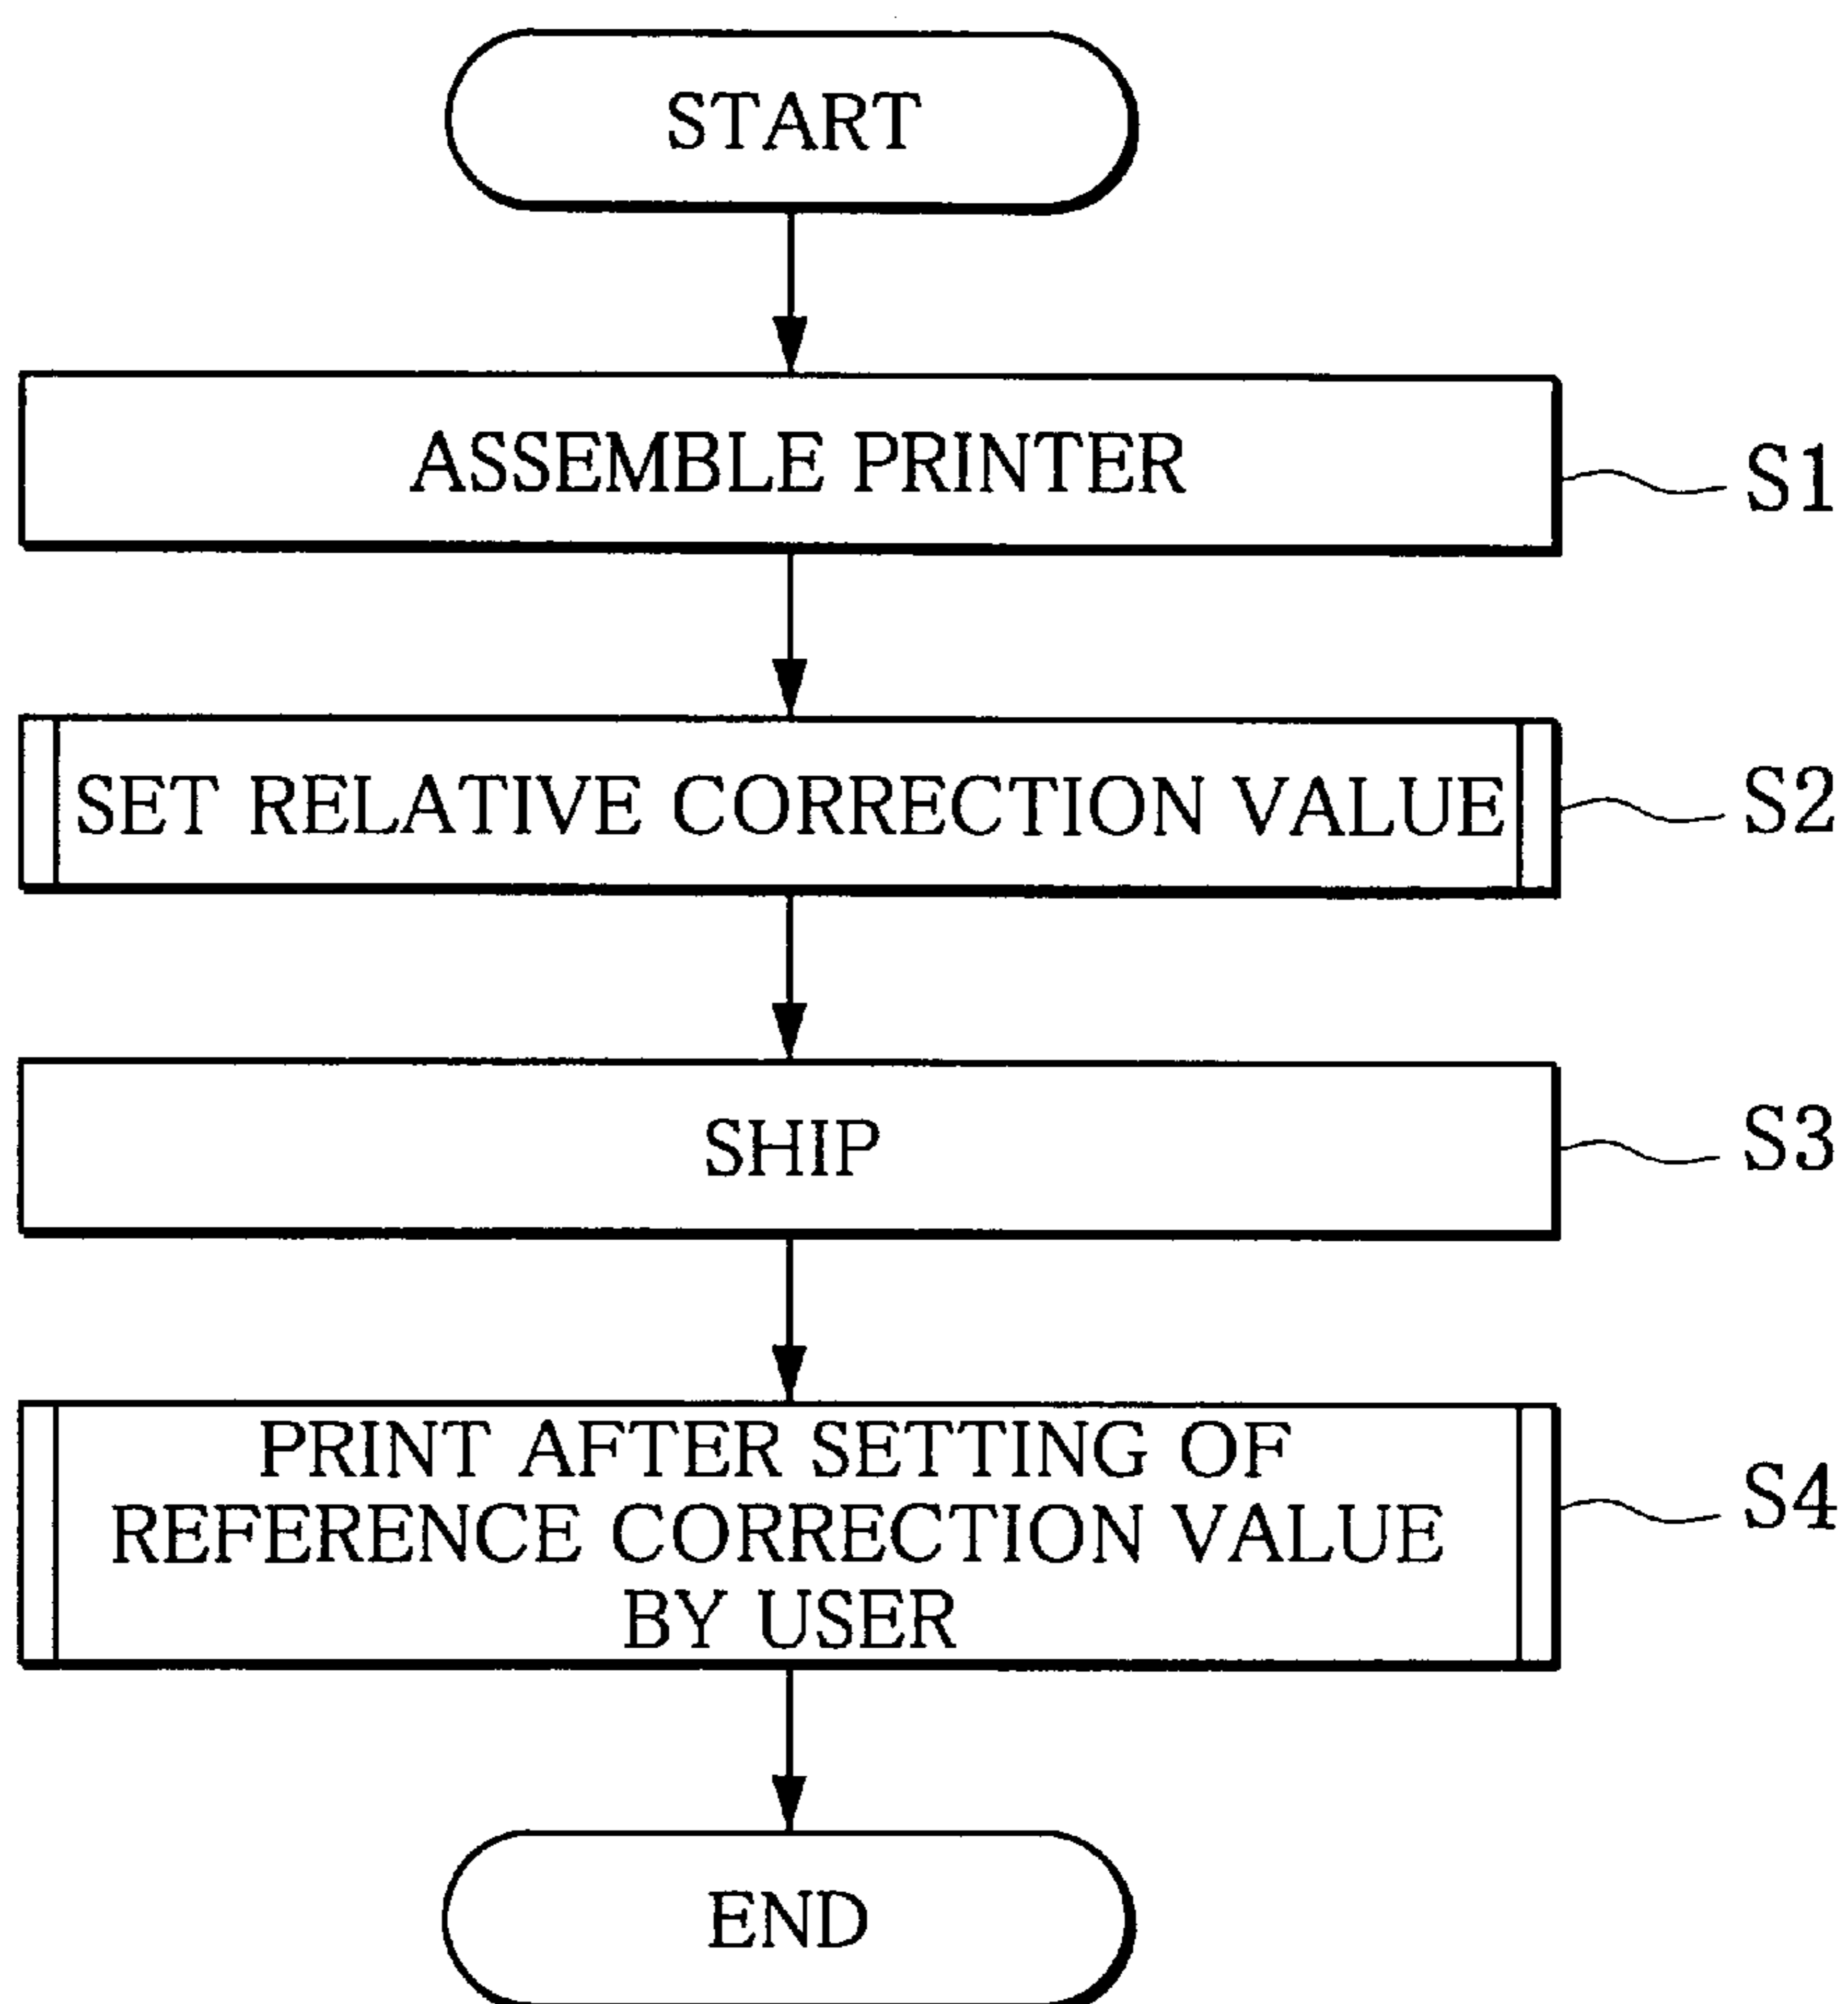 START
ASSEMBLE PRINTER
S1
SET RELATIVE CORRECTION VALUE
S2
SHIP
S3
PRINT AFTER SETTING OF
REFERENCE CORRECTION VALUE
BY USER
S4
END